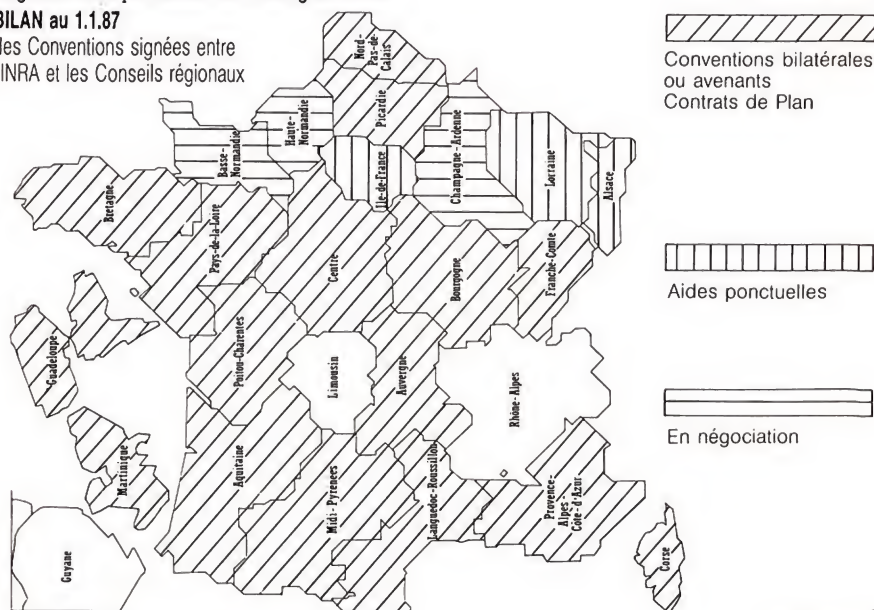 BILAN au 1.1.87
des Conventions signées entre
INRA et les Conseils régionaux
Nord-
Pas-de-
Calais
Picardie
Haute-
Normandie
Basse-
Normandie
Ile-de-France
Champagne-Ardenne
Lorraine
Alsace
Bretagne
Pays-de-la-Loire
Centre
Bourgogne
Franche-Comte
Guadeloupe
Poitou-Charentes
Limousin
Auvergne
Rhône-Alpes
Martinique
Aquitaine
Midi-Pyrenees
Languedoc-Roussillon
Provence-
Alpes-
Côte-d'Azur
Guyane
Corse
Conventions bilatérales
ou avenants
Contrats de Plan
Aides ponctuelles
En négociation